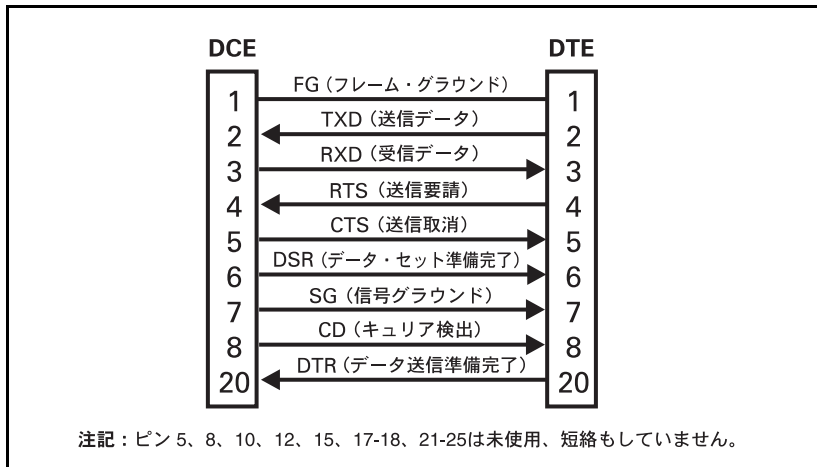 DCE DTE
1 FG（フレーム・グラウンド） 1
2 TXD（送信データ） 2
3 RXD（受信データ） 3
4 RTS（送信要請） 4
5 CTS（送信取消） 5
6 DSR（データ・セット準備完了） 6
7 SG（信号グラウンド） 7
8 CD（キュリア検出） 8
20 DTR（データ送信準備完了） 20
注記：ピン 5、8、10、12、15、17-18、21-25は未使用、短絡もしていません。